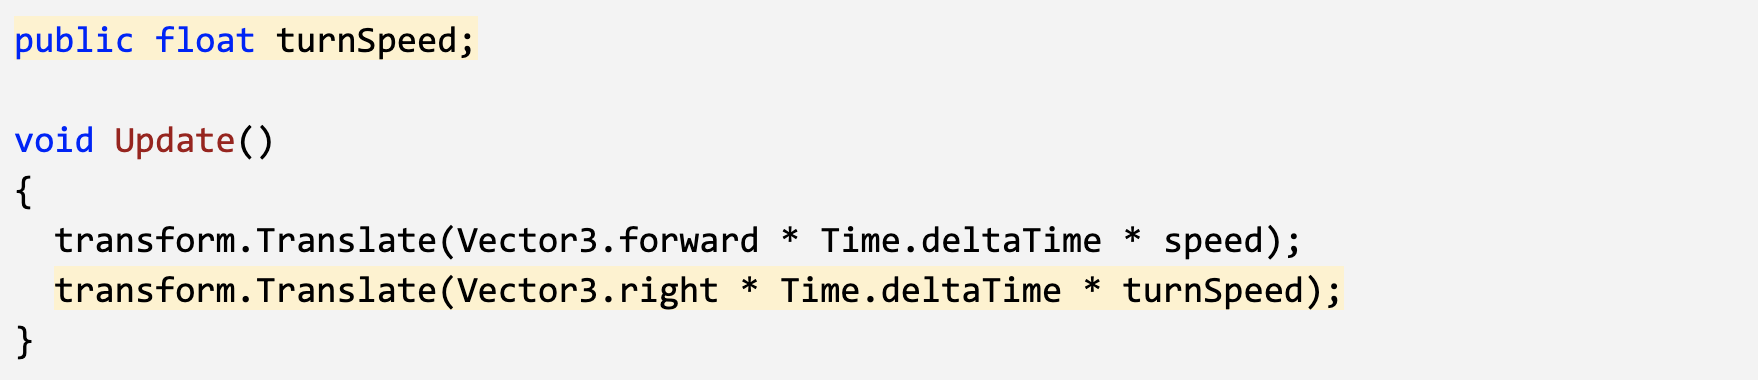 public float turnSpeed;
void Update()
{
  transform.Translate(Vector3.forward * Time.deltaTime * speed);
  transform.Translate(Vector3.right * Time.deltaTime * turnSpeed);
}